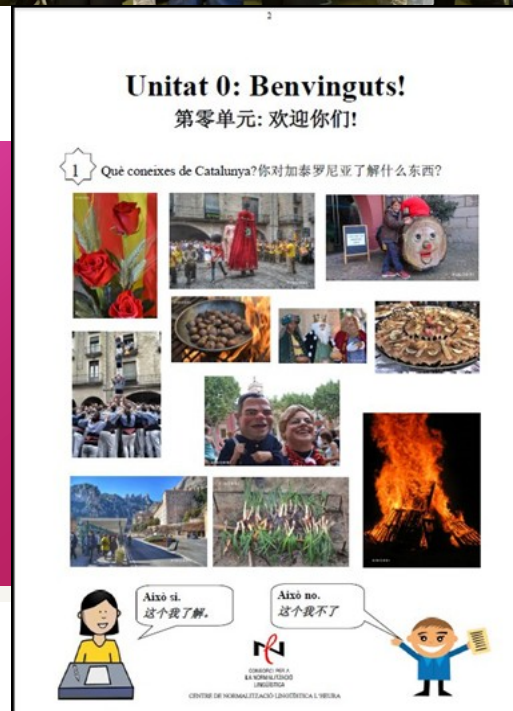 2
Unitat 0: Benvinguts!
第零单元: 欢迎你们!
1 Què coneixes de Catalunya?你对加泰罗尼亚了解什么东西?
Això sí.
这个我了解。
Això no.
这个我不了
CONSORCI PER A
LA NORMALITZACIÓ
LINGÜÍSTICA
CENTRE DE NORMALITZACIÓ LINGÜÍSTICA L'HEURA